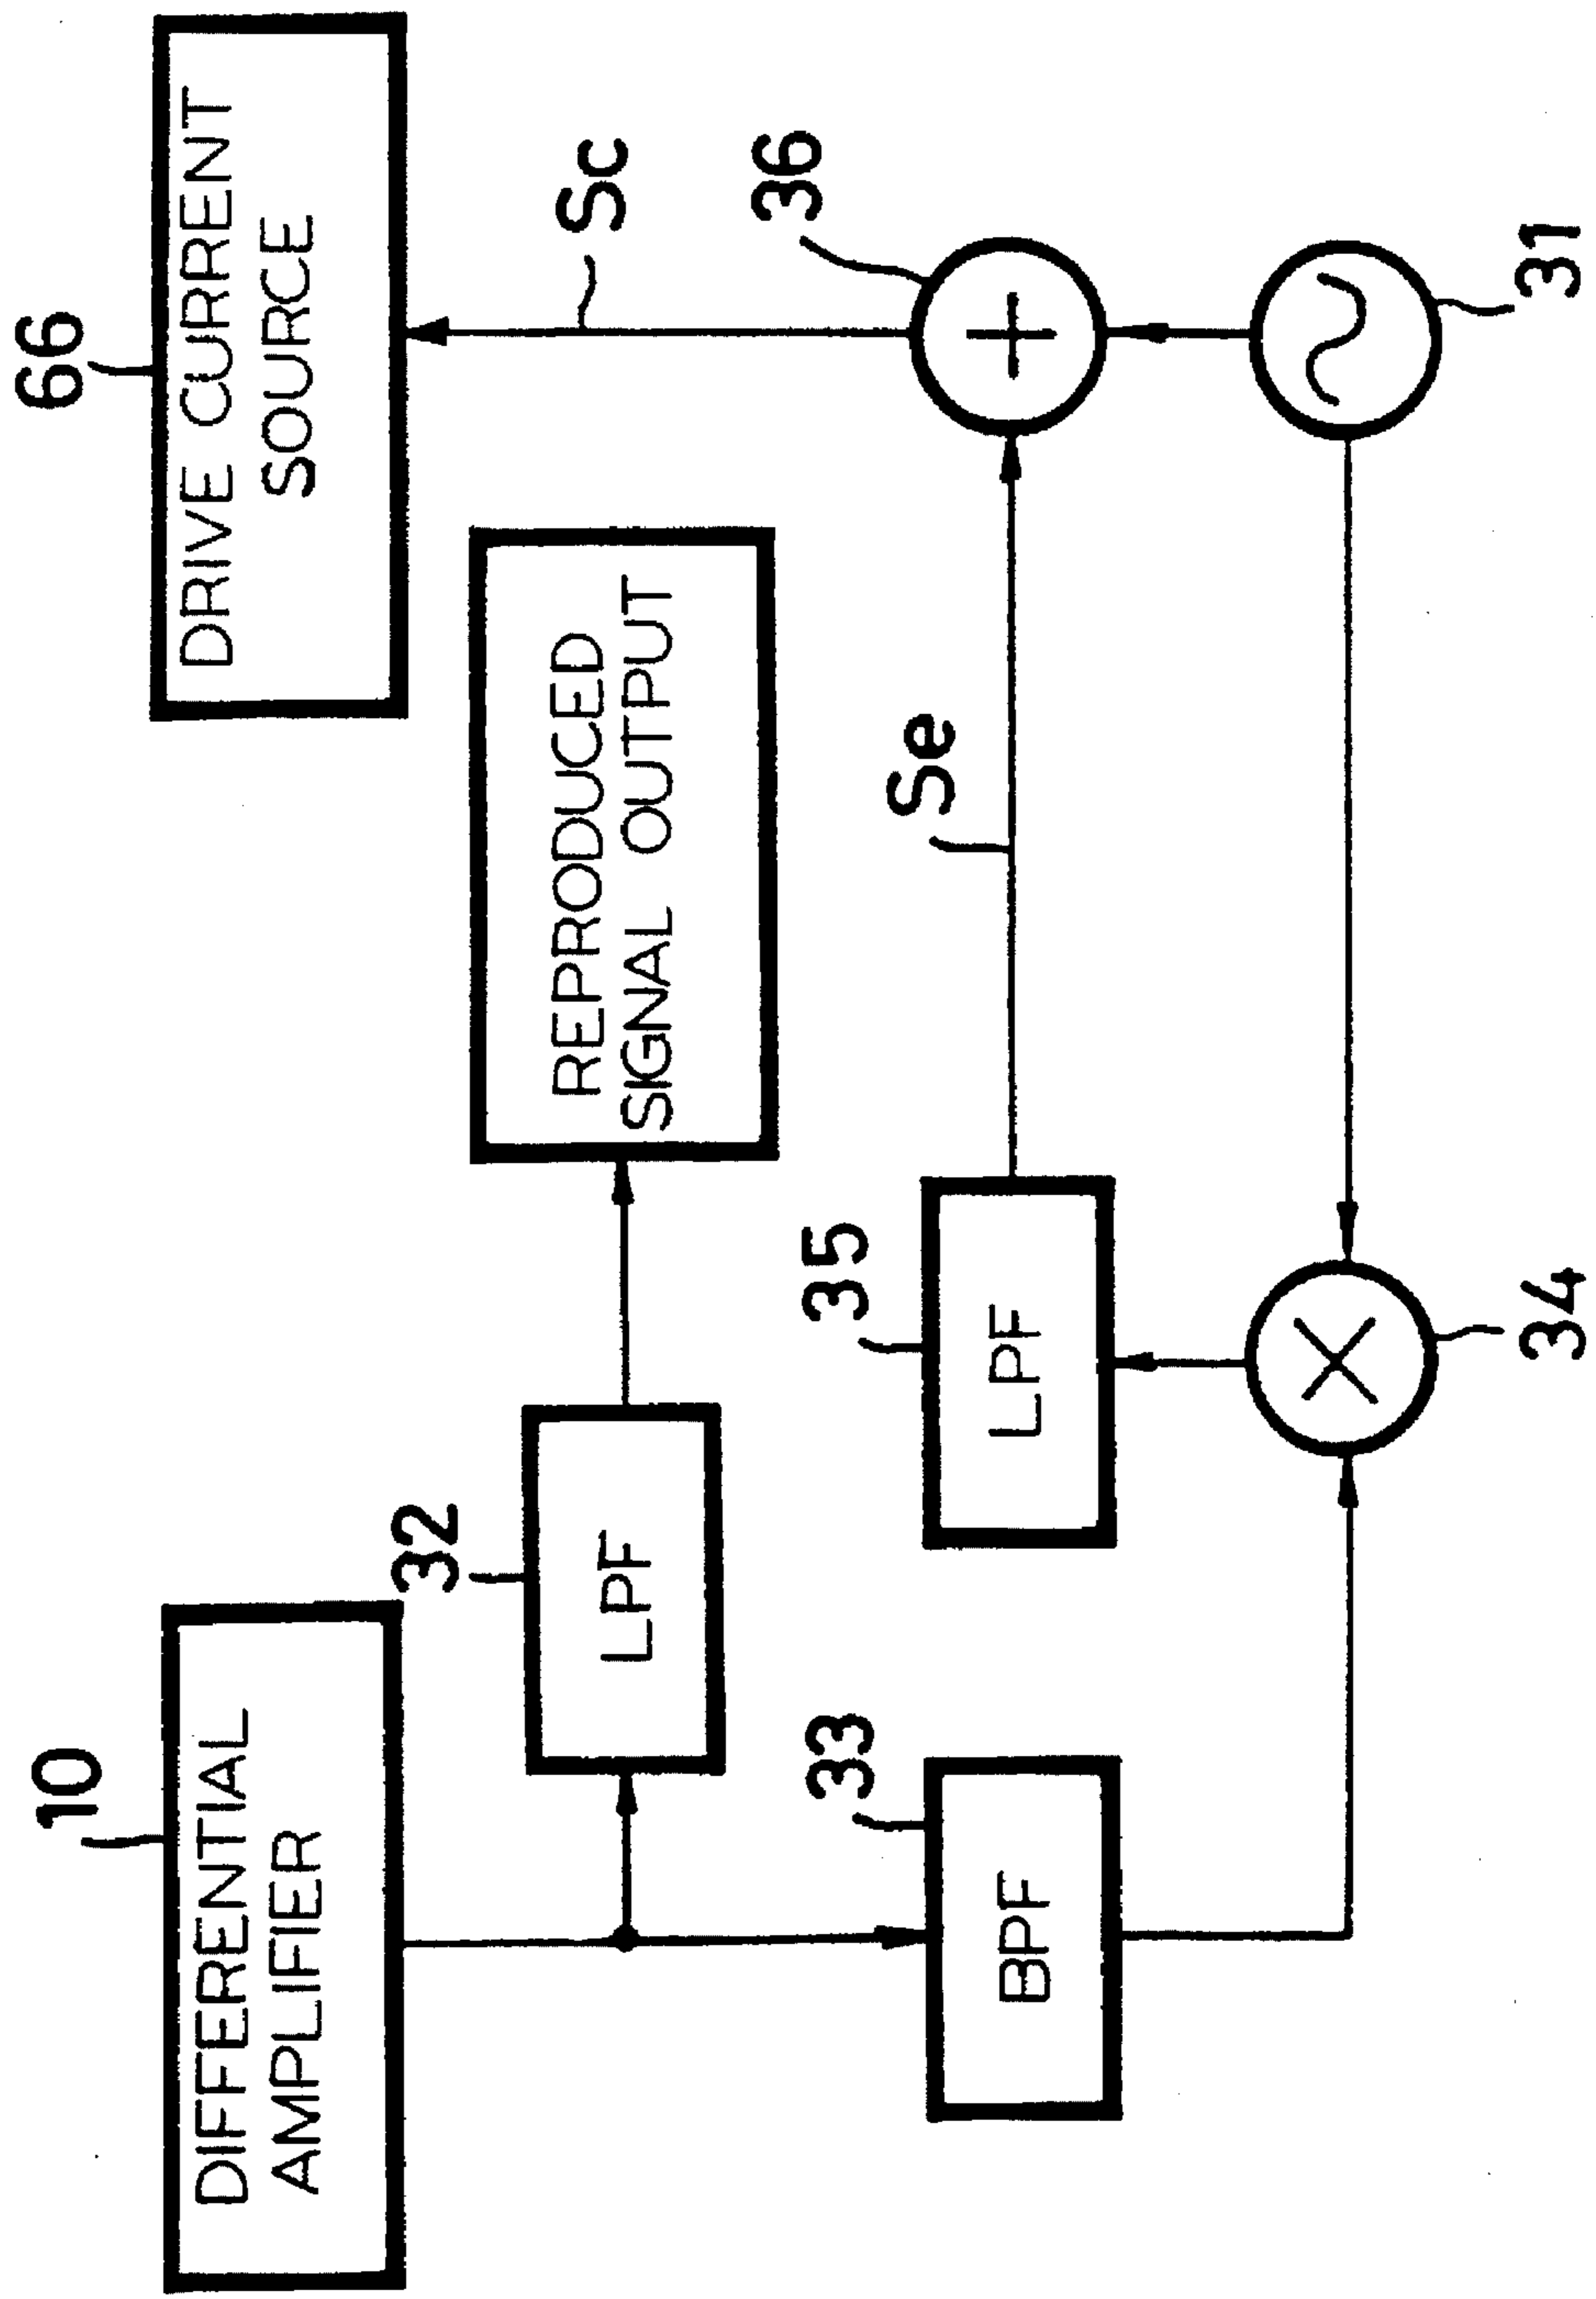 10
DIFFERENTIAL
AMPLIFIER
66
DRIVE CURRENT
SOURCE
32
LPF
REPRODUCED
SIGNAL OUTPUT
Sc
33
BPF
35
LPF
Se
36
34
31